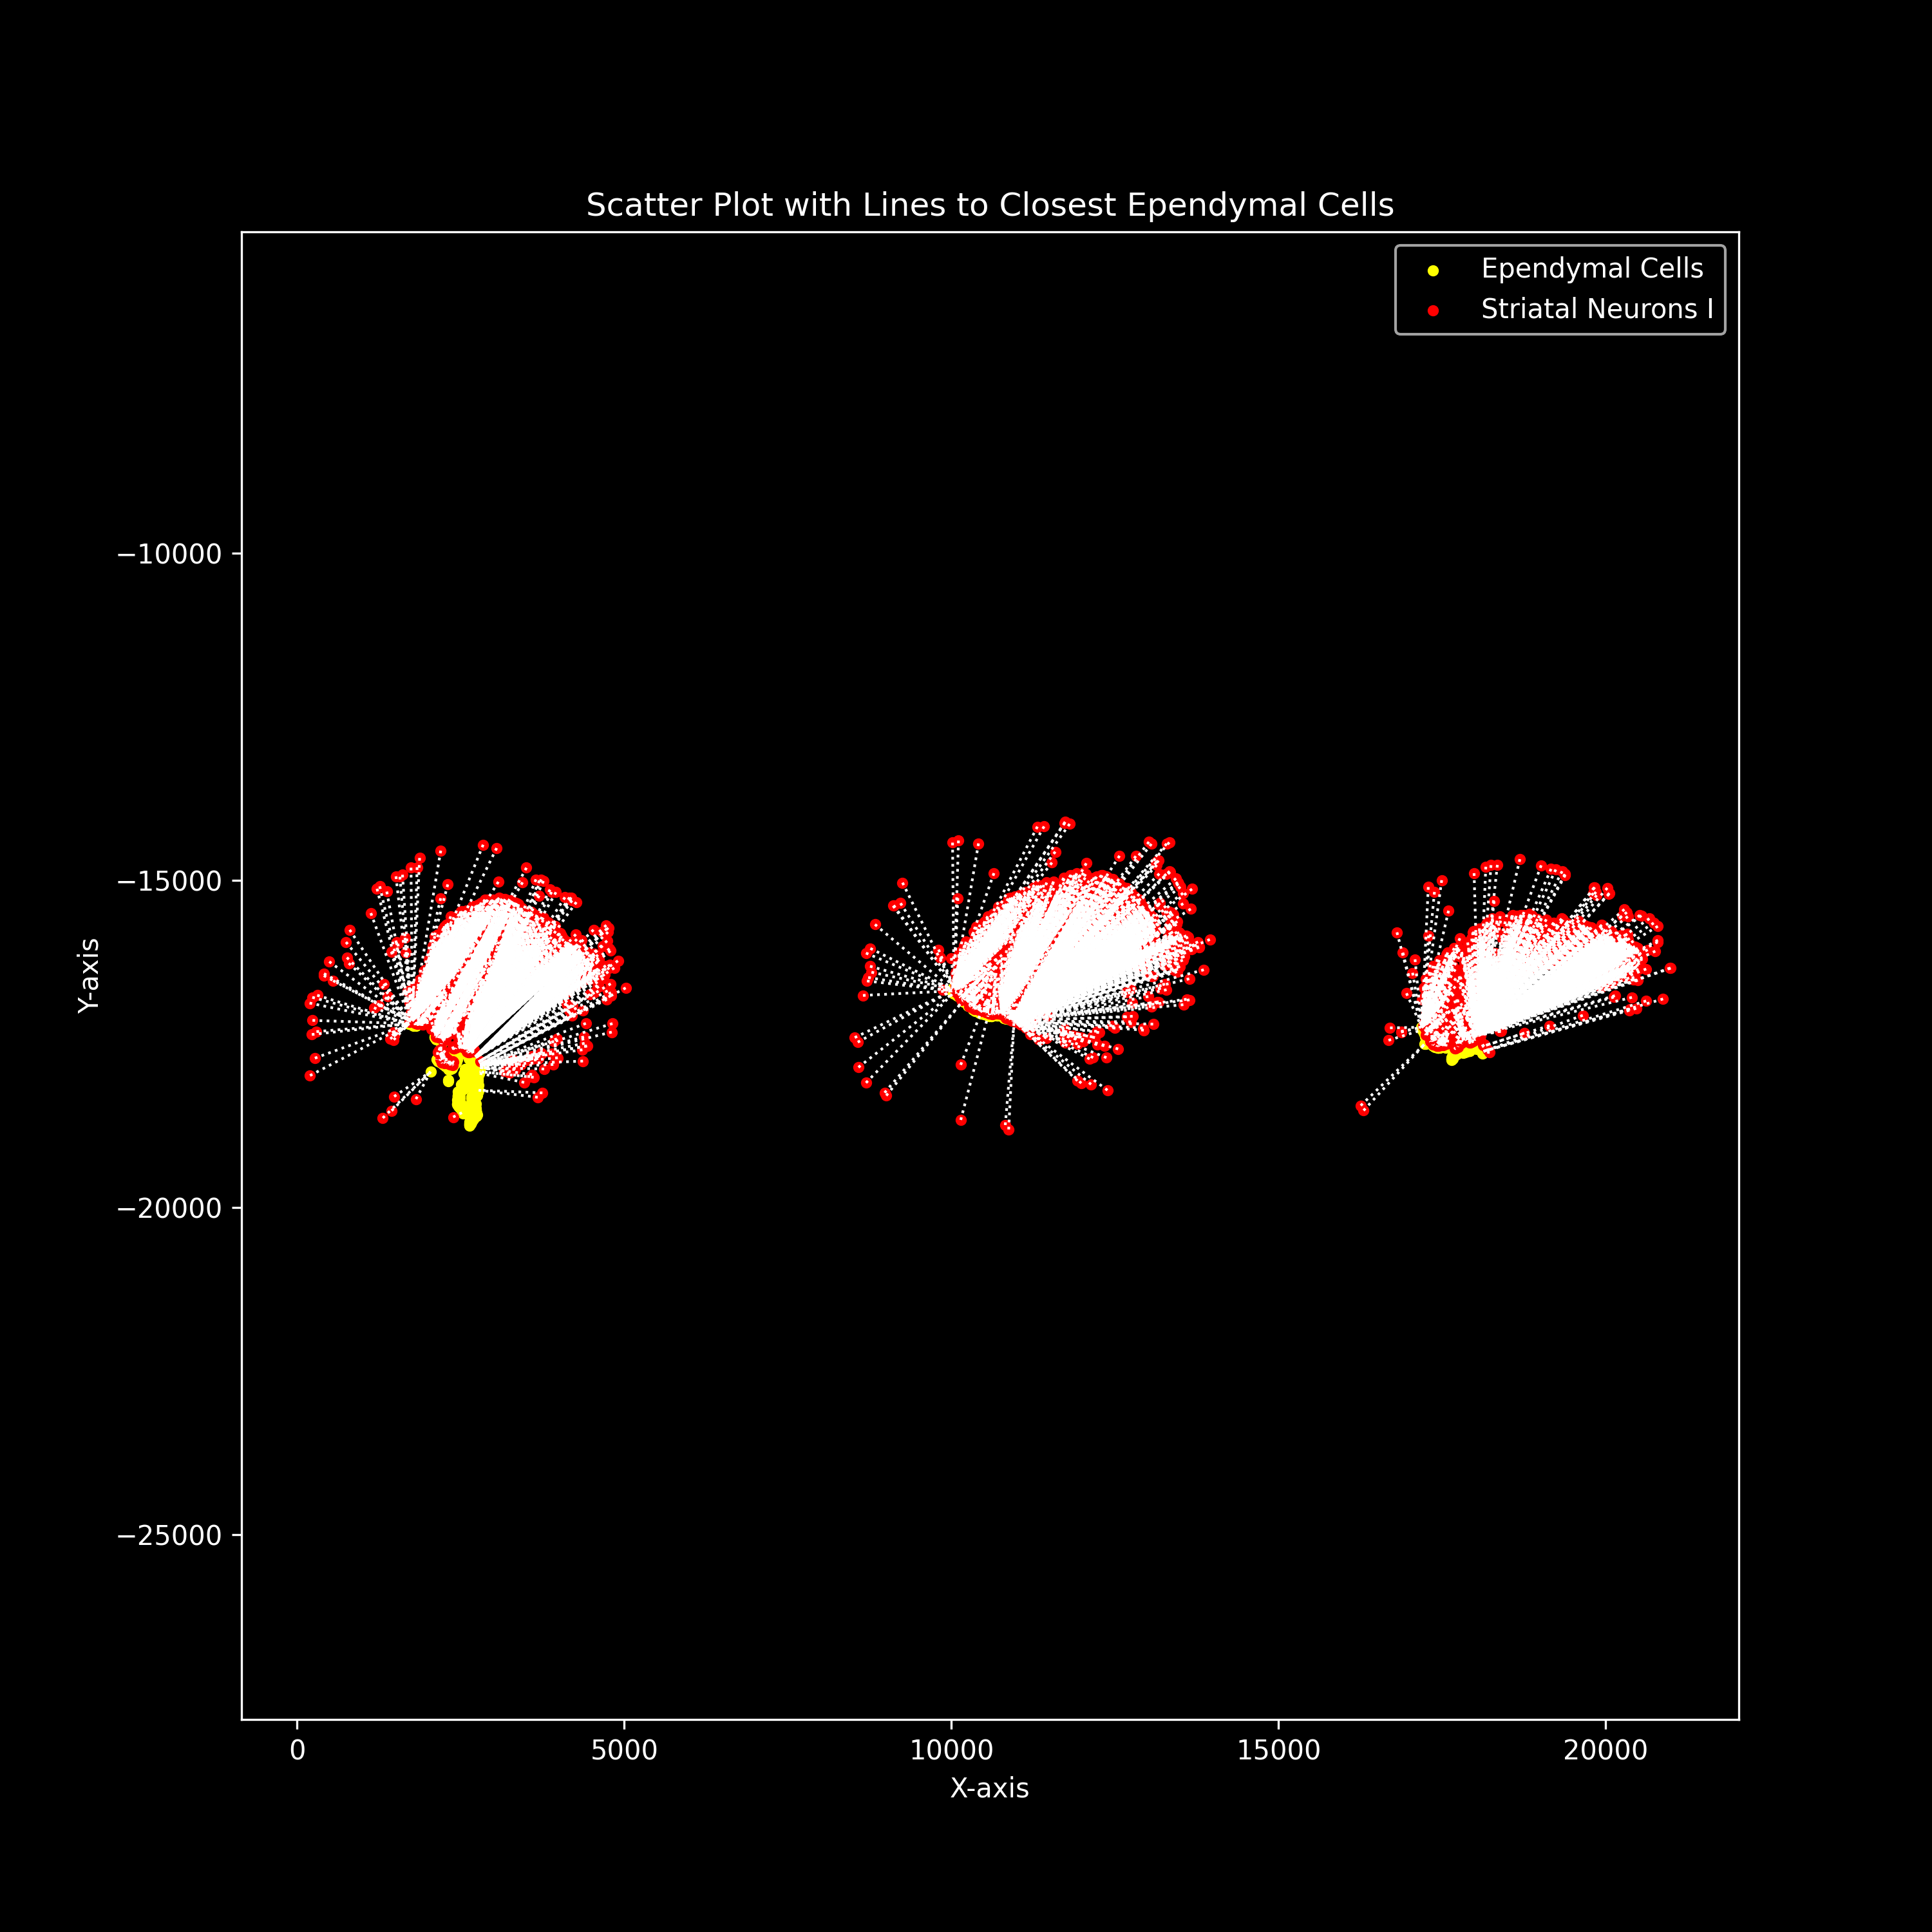 Scatter Plot with Lines to Closest Ependymal Cells
Ependymal Cells
Striatal Neurons I
−10000
−15000
−20000
−25000
Y-axis
0 5000 10000 15000 20000
X-axis